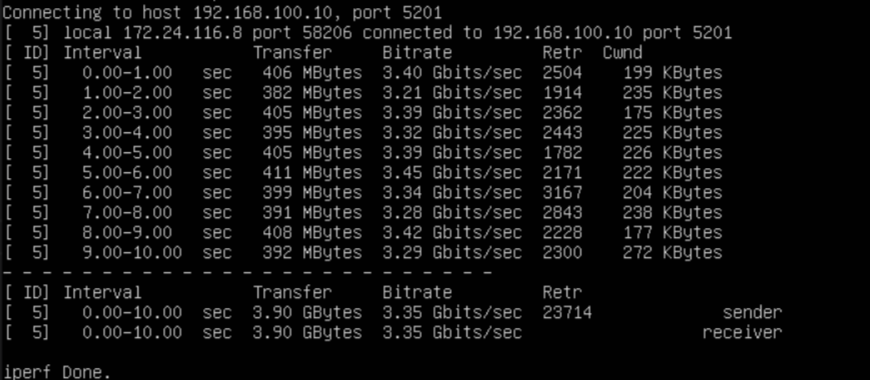 Connecting to host 192.168.100.10, port 5201
[  5] local 172.24.116.8 port 58206 connected to 192.168.100.10 port 5201
[ ID] Interval           Transfer     Bitrate         Retr  Cwnd
[  5]   0.00-1.00   sec   406 MBytes  3.40 Gbits/sec  2504    199 KBytes
[  5]   1.00-2.00   sec   382 MBytes  3.21 Gbits/sec  1914    235 KBytes
[  5]   2.00-3.00   sec   405 MBytes  3.39 Gbits/sec  2362    175 KBytes
[  5]   3.00-4.00   sec   395 MBytes  3.32 Gbits/sec  2443    225 KBytes
[  5]   4.00-5.00   sec   405 MBytes  3.39 Gbits/sec  1782    226 KBytes
[  5]   5.00-6.00   sec   411 MBytes  3.45 Gbits/sec  2171    222 KBytes
[  5]   6.00-7.00   sec   399 MBytes  3.34 Gbits/sec  3167    204 KBytes
[  5]   7.00-8.00   sec   391 MBytes  3.28 Gbits/sec  2843    238 KBytes
[  5]   8.00-9.00   sec   408 MBytes  3.42 Gbits/sec  2228    177 KBytes
[  5]   9.00-10.00  sec   392 MBytes  3.29 Gbits/sec  2300    272 KBytes
- - - - - - - - - - - - - - - - - - - - - - - - -
[ ID] Interval           Transfer     Bitrate         Retr
[  5]   0.00-10.00  sec  3.90 GBytes  3.35 Gbits/sec  23714             sender
[  5]   0.00-10.00  sec  3.90 GBytes  3.35 Gbits/sec                  receiver
iperf Done.